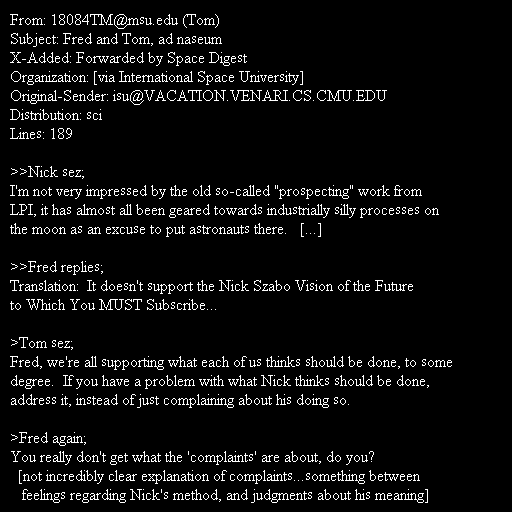 From: 18084TM@msu.edu (Tom)
Subject: Fred and Tom, ad naseum
X-Added: Forwarded by Space Digest
Organization: [via International Space University]
Original-Sender: isu@VACATION.VENARI.CS.CMU.EDU
Distribution: sci
Lines: 189

>>Nick sez;
I'm not very impressed by the old so-called "prospecting" work from
LPI, it has almost all been geared towards industrially silly processes on
the moon as an excuse to put astronauts there.   [...]

>>Fred replies;
Translation:  It doesn't support the Nick Szabo Vision of the Future
to Which You MUST Subscribe...

>Tom sez;
Fred, we're all supporting what each of us thinks should be done, to some
degree.  If you have a problem with what Nick thinks should be done,
address it, instead of just complaining about his doing so.

>Fred again;
You really don't get what the 'complaints' are about, do you?
  [not incredibly clear explanation of complaints...something between
   feelings regarding Nick's method, and judgments about his meaning]